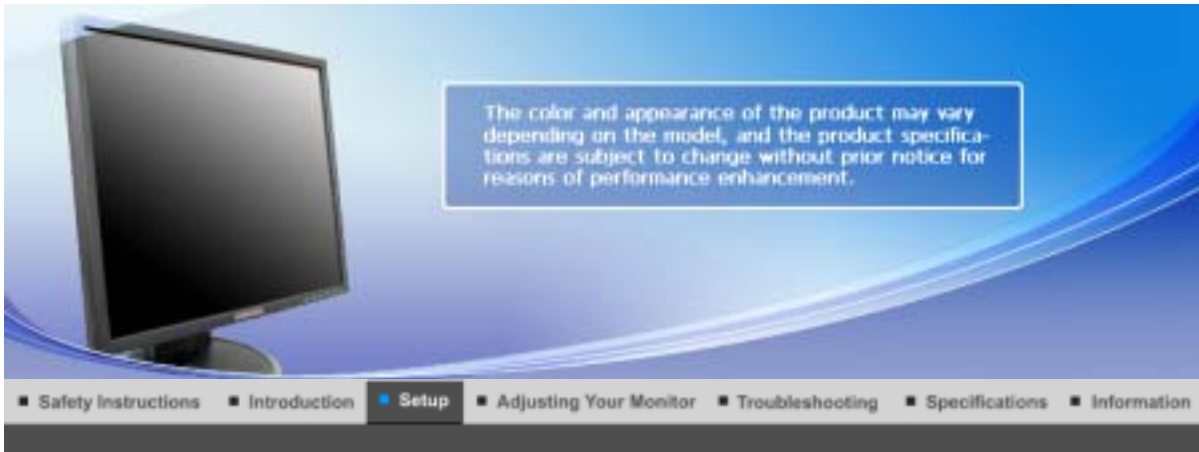 The color and appearance of the product may vary
depending on the model, and the product specifica-
tions are subject to change without prior notice for
reasons of performance enhancement.
Safety Instructions
Introduction
Setup
Adjusting Your Monitor
Troubleshooting
Specifications
Information